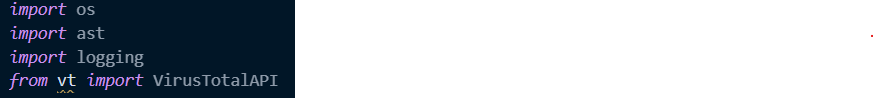 import os
import ast
import logging
from vt import VirusTotalAPI